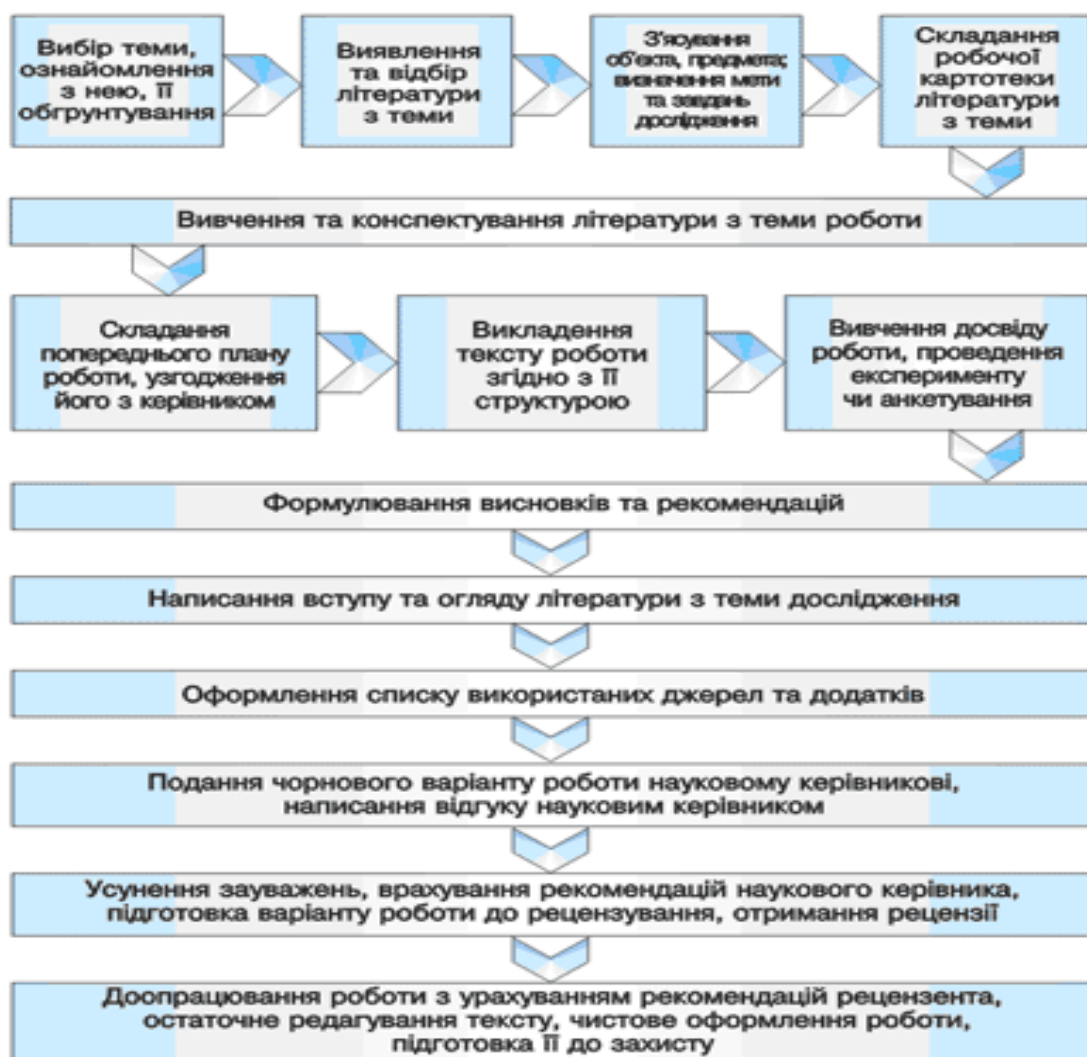 Вибір теми,
ознайомлення
з нею, її
обгрунтування
Виявлення
та відбір
літератури
з теми
З'ясування
об'єкта, предмета;
визначення мети
та завдань
дослідження
Складання
робочої
картотеки
літератури
з теми
Вивчення та конспектування літератури з теми роботи
Складання
попереднього плану
роботи, узгодження
його з керівником
Викладення
тексту роботи
згідно з її
структурою
Вивчення досвіду
роботи, проведення
експерименту
чи анкетування
Формулювання висновків та рекомендацій
Написання вступу та огляду літератури з теми дослідження
Оформлення списку використаних джерел та додатків
Подання чорнового варіанту роботи науковому керівникові,
написання відгуку науковим керівником
Усунення зауважень, врахування рекомендацій наукового керівника,
підготовка варіанту роботи до рецензування, отримання рецензії
Доопрацювання роботи з урахуванням рекомендацій рецензента,
остаточне редагування тексту, чистове оформлення роботи,
підготовка її до захисту